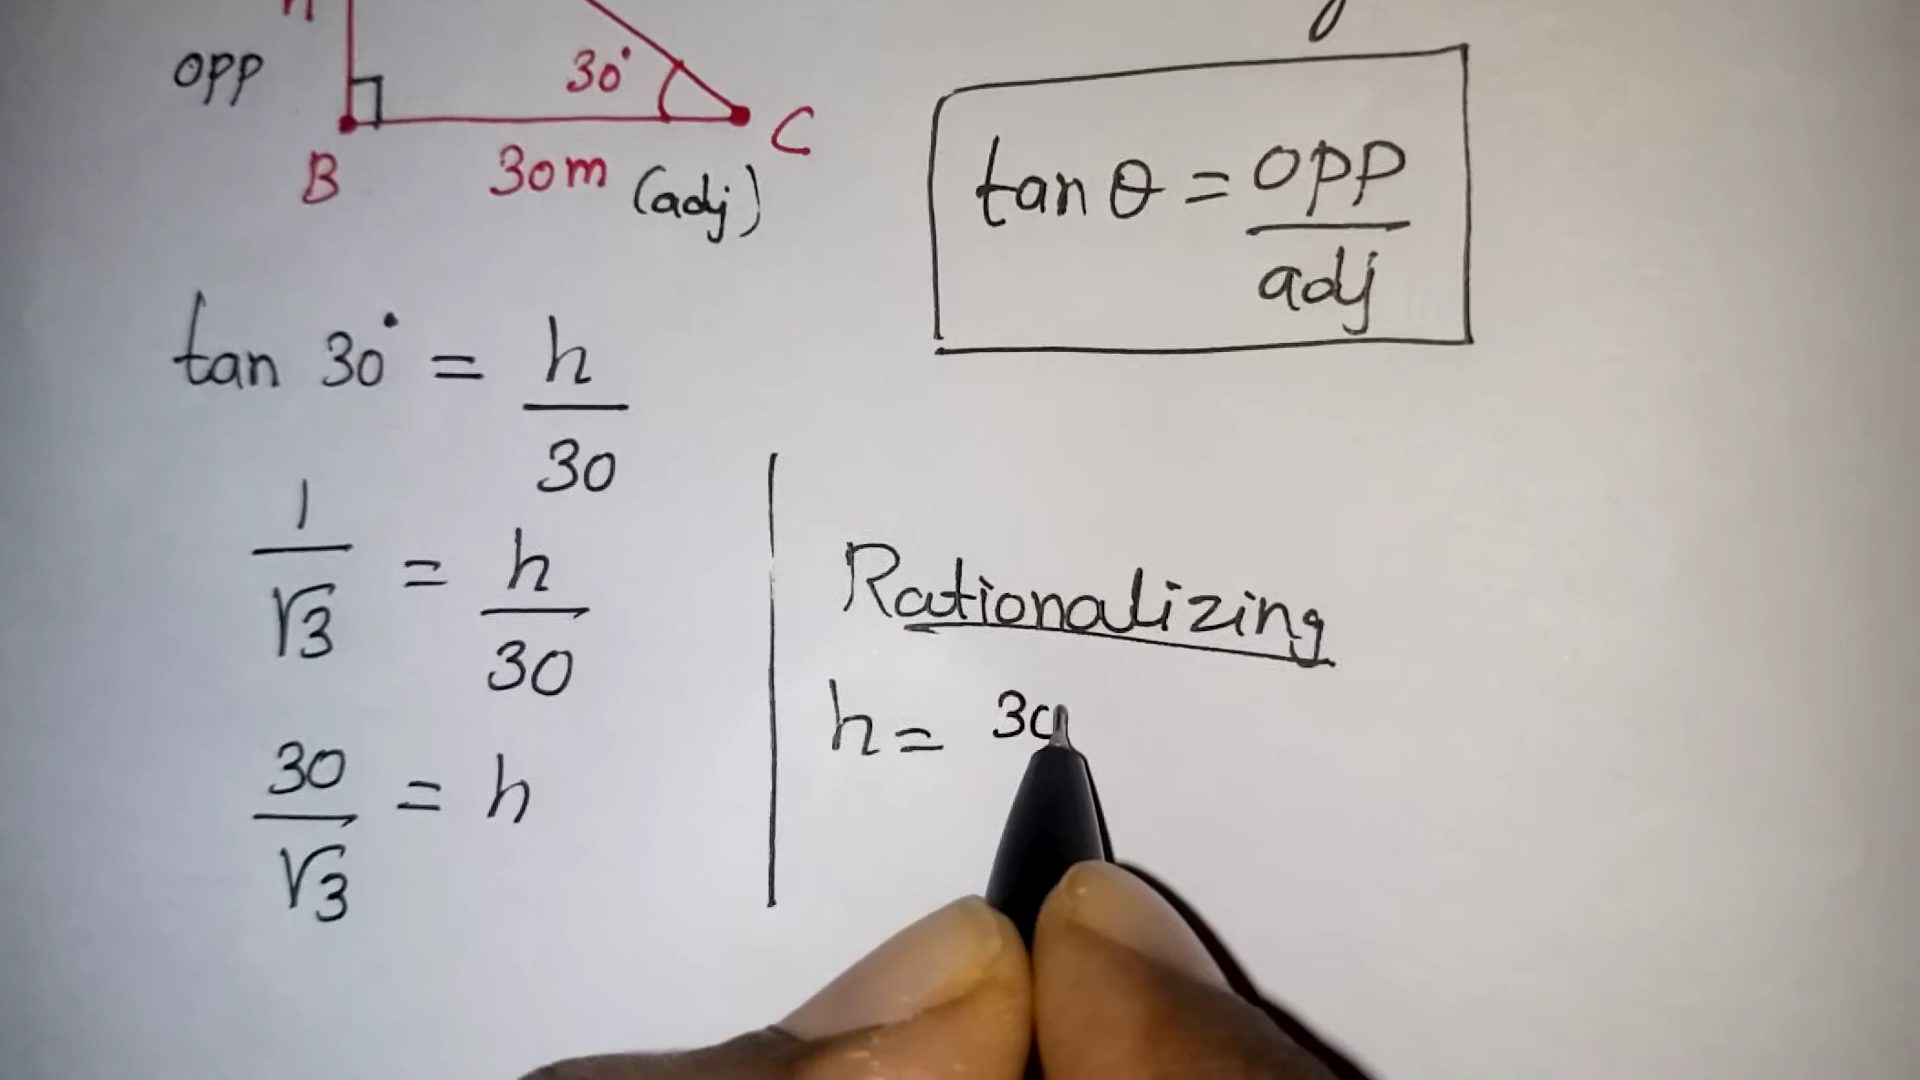 opp
30°
B
30m (adj)
C
tan θ = opp
adj
tan 30° = h
30
1
√3
= h
30
30
√3
= h
Rationalizing
h = 30